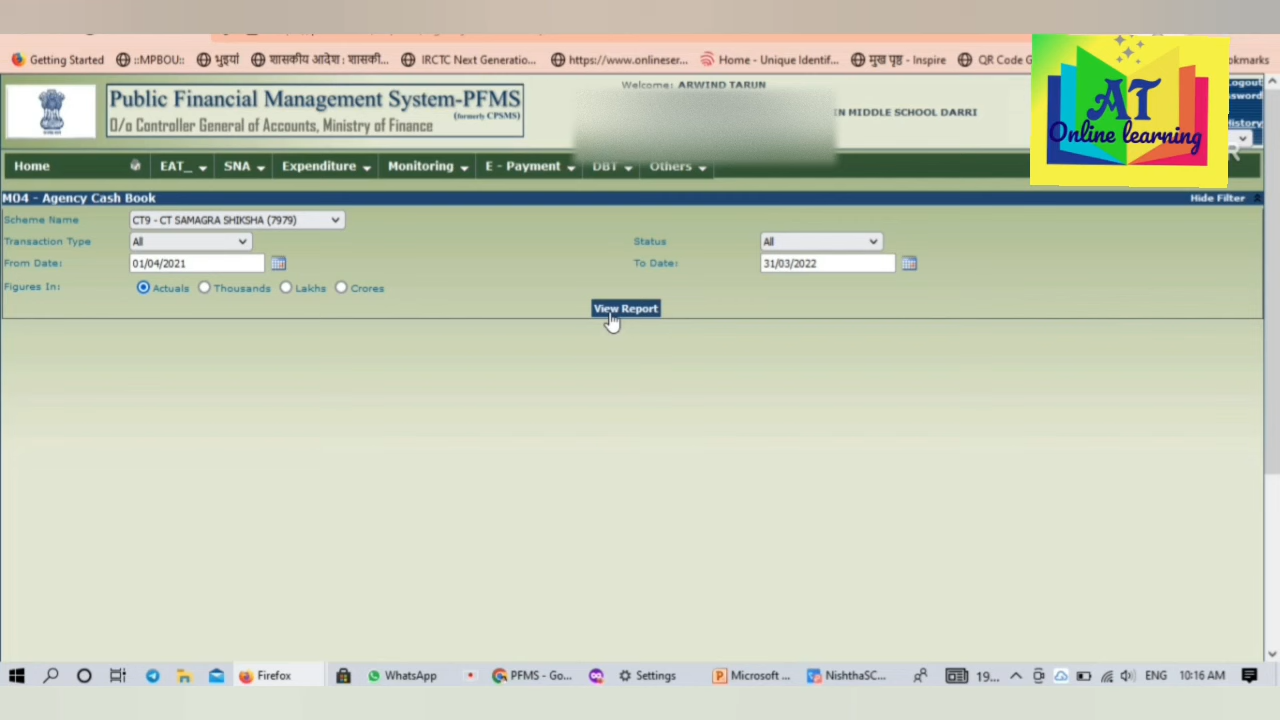 Getting Started ::MPBOU:: भुइयां शासकीय आदेश : शासकी... IRCTC Next Generatio... https://www.onlineser... Home - Unique Identif... मुख पृष्ठ - Inspire QR Code G okmarks
Public Financial Management System-PFMS
(formerly CPSMS)
O/o Controller General of Accounts, Ministry of Finance
Welcome: ARWIND TARUN
N MIDDLE SCHOOL DARRI
Logout
ssword
History
AT
Online learning
Home EAT_ SNA Expenditure Monitoring E - Payment DBT Others
M04 - Agency Cash Book Hide Filter
Scheme Name CT9 - CT SAMAGRA SHIKSHA (7979)
Transaction Type All Status All
From Date: 01/04/2021 To Date: 31/03/2022
Figures In: Actuals Thousands Lakhs Crores
View Report
Firefox WhatsApp PFMS - Go... Settings Microsoft ... NishthaSC... 19... ENG 10:16 AM